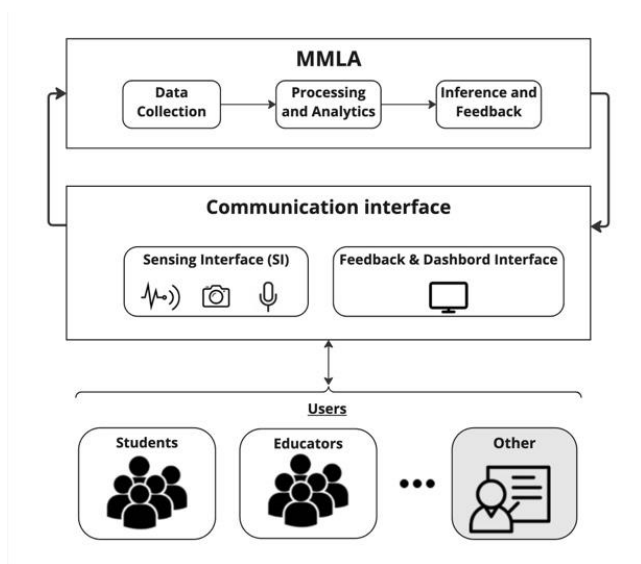 MMLA
Data
Collection
Processing
and Analytics
Inference and
Feedback
Communication interface
Sensing Interface (SI)
Feedback & Dashbord Interface
Users
Students
Educators
Other